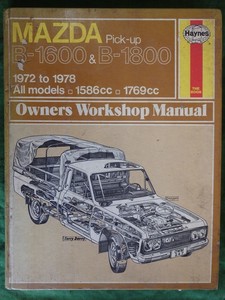 MAZDA Pick-up
B-1600 & B-1800
Haynes
1972 to 1978
All models □ 1586cc □ 1769cc
Owners Workshop Manual